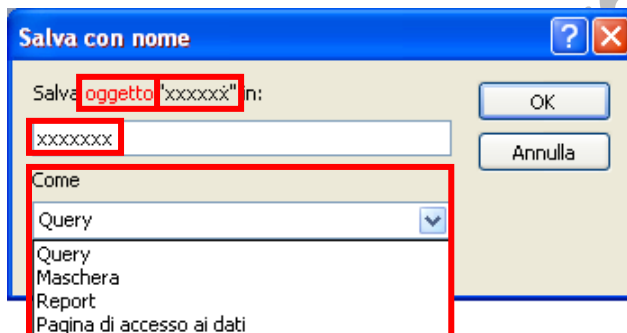 Salva con nome
Salva oggetto "xxxxxx" in:
OK
xxxxxxx
Annulla
Come
Query
Query
Maschera
Report
Pagina di accesso ai dati